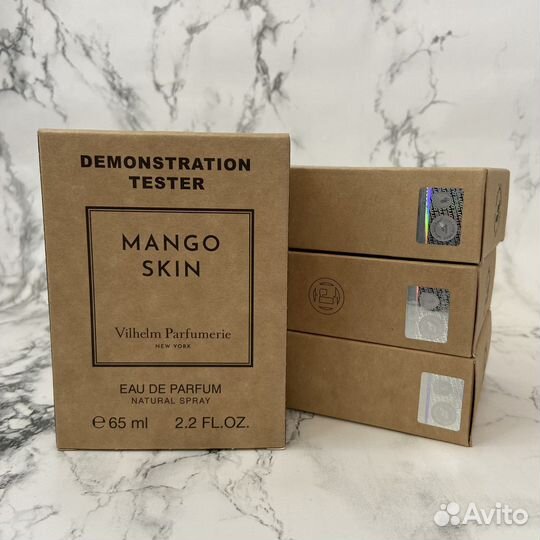 DEMONSTRATION
TESTER
MANGO
SKIN
Vilhelm Parfumerie
NEW YORK
EAU DE PARFUM
NATURAL SPRAY
℮ 65 ml 2.2 FL.OZ.
Avito